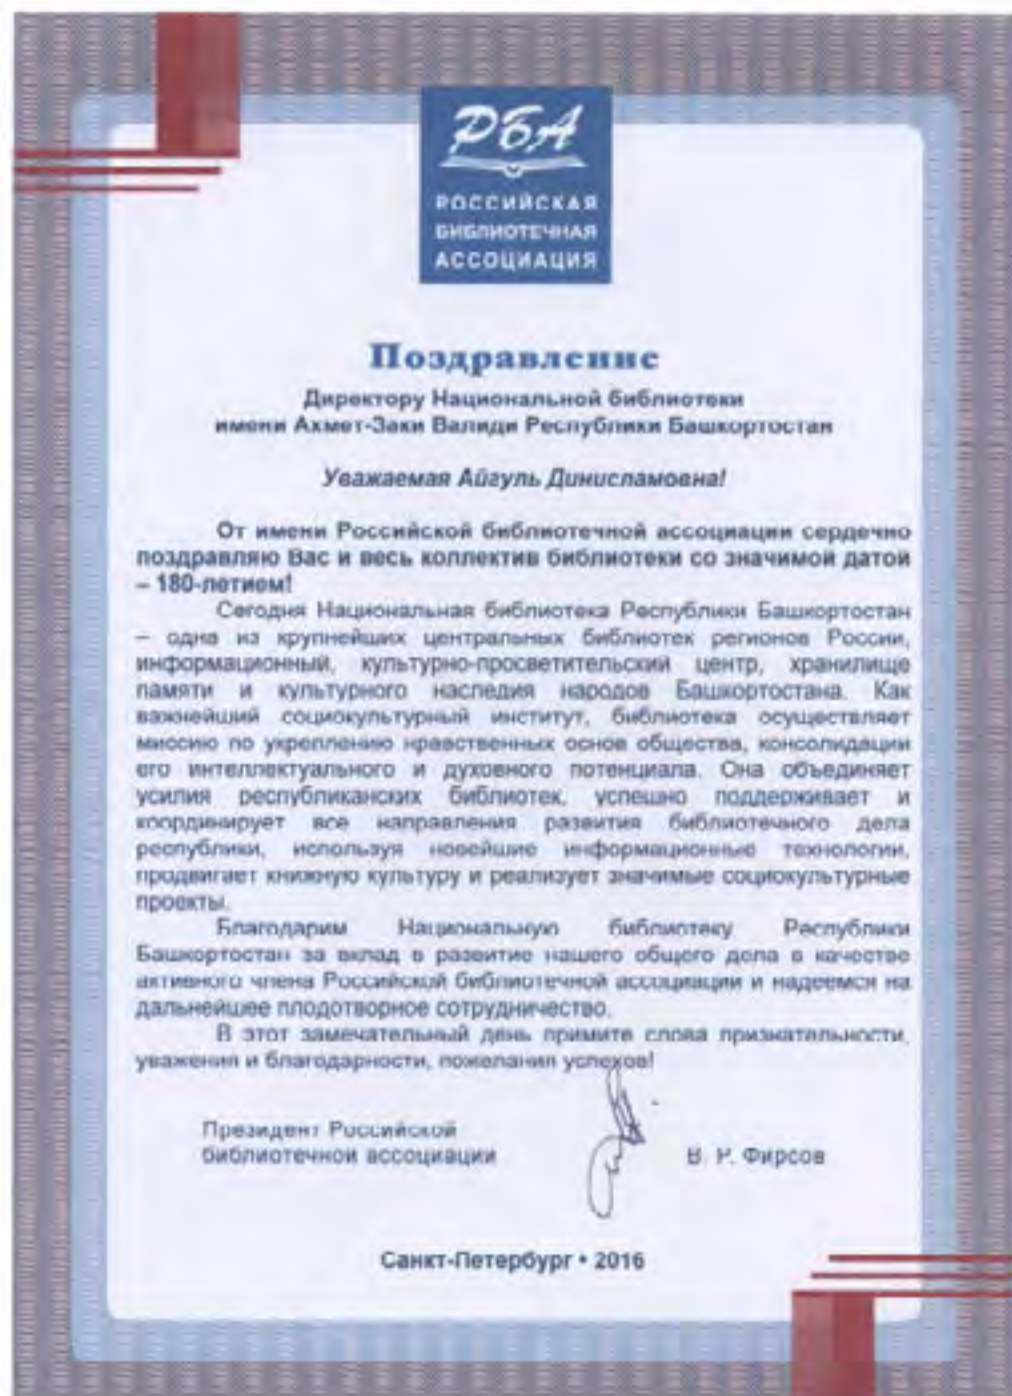 РБА
РОССИЙСКАЯ
БИБЛИОТЕЧНАЯ
АССОЦИАЦИЯ
Поздравление
Директору Национальной библиотеки
имени Ахмет-Заки Валиди Республики Башкортостан
Уважаемая Айгуль Динисламовна!
От имени Российской библиотечной ассоциации сердечно
поздравляю Вас и весь коллектив библиотеки со значимой датой
– 180-летием!
Сегодня Национальная библиотека Республики Башкортостан
– одна из крупнейших центральных библиотек регионов России,
информационный, культурно-просветительский центр, хранилище
памяти и культурного наследия народов Башкортостана. Как
важнейший социокультурный институт, библиотека осуществляет
миссию по укреплению нравственных основ общества, консолидации
его интеллектуального и духовного потенциала. Она объединяет
усилия республиканских библиотек, успешно поддерживает и
координирует все направления развития библиотечного дела
республики, используя новейшие информационные технологии,
продвигает книжную культуру и реализует значимые социокультурные
проекты.
Благодарим Национальную библиотеку Республики
Башкортостан за вклад в развитие нашего общего дела в качестве
активного члена Российской библиотечной ассоциации и надеемся на
дальнейшее плодотворное сотрудничество.
В этот замечательный день примите слова признательности,
уважения и благодарности, пожелания успехов!
Президент Российской
библиотечной ассоциации
В. Р. Фирсов
Санкт-Петербург • 2016